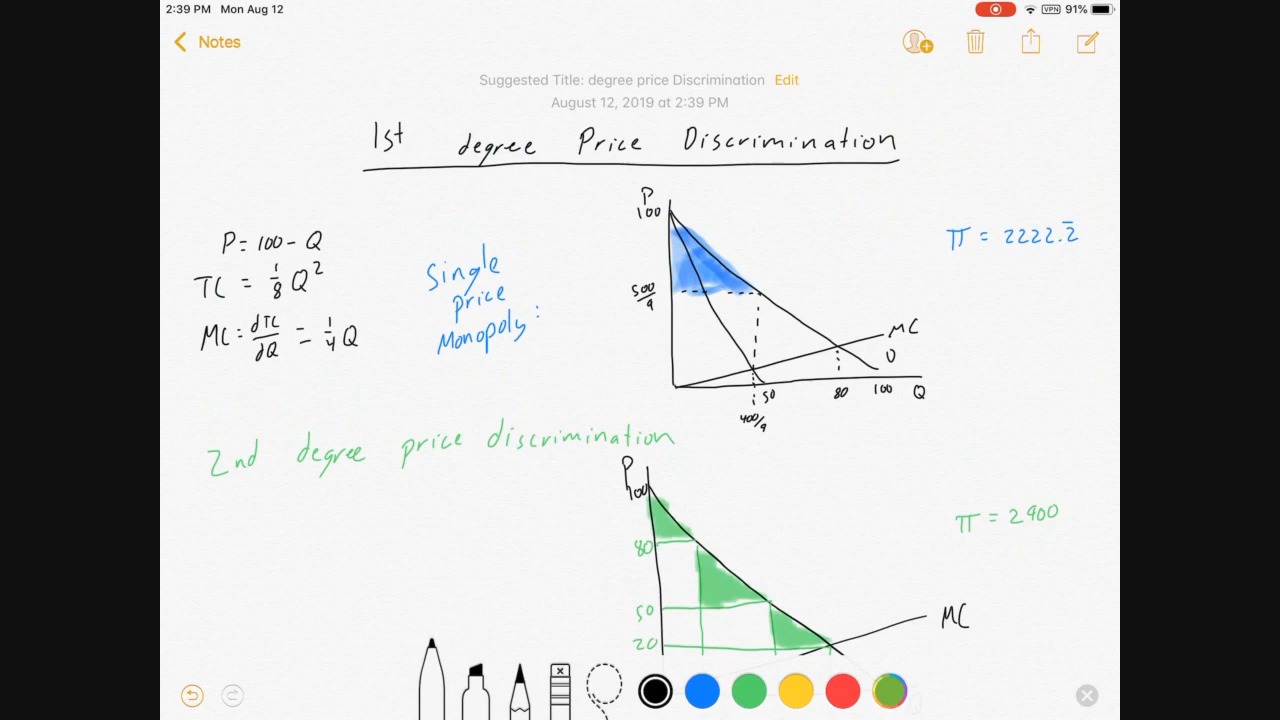 2:39 PM Mon Aug 12
VPN 91%
Notes
Suggested Title: degree price Discrimination Edit
August 12, 2019 at 2:39 PM
1st degree Price Discrimination
P = 100 - Q
TC = 1/8 Q²
MC = dTC/dQ = 1/4 Q
Single
price
Monopoly:
P
100
500/9
MC
D
50
80
100
Q
400/9
π = 2222.2̄
2nd degree price discrimination
P
100
80
50
20
MC
π = 2900